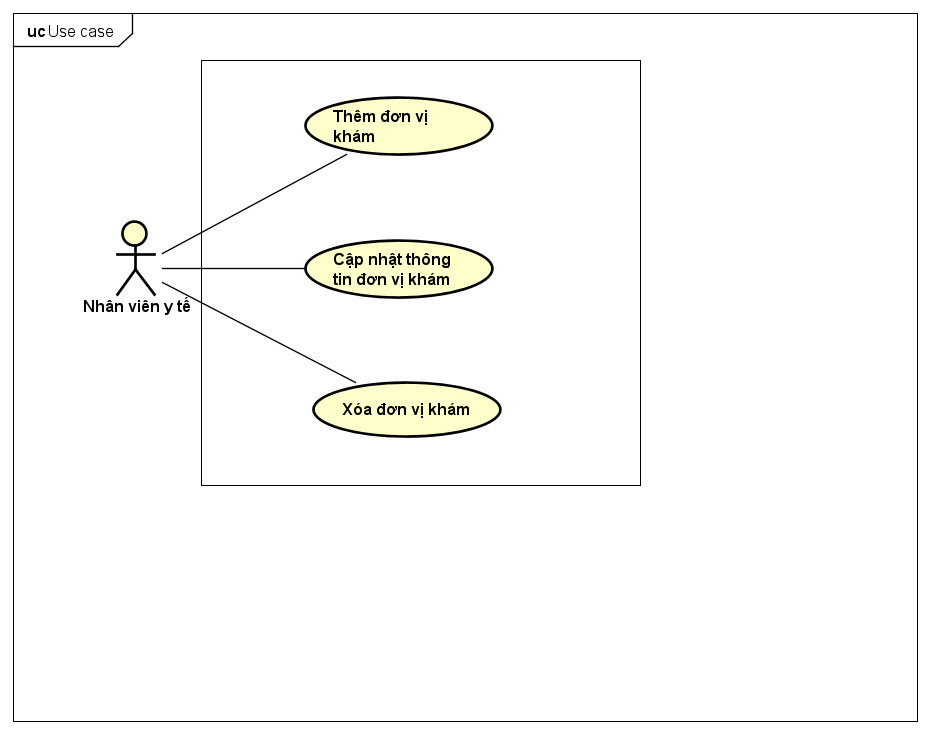 uc Use case
Thêm đơn vị
khám
Cập nhật thông
tin đơn vị khám
Nhân viên y tế
Xóa đơn vị khám